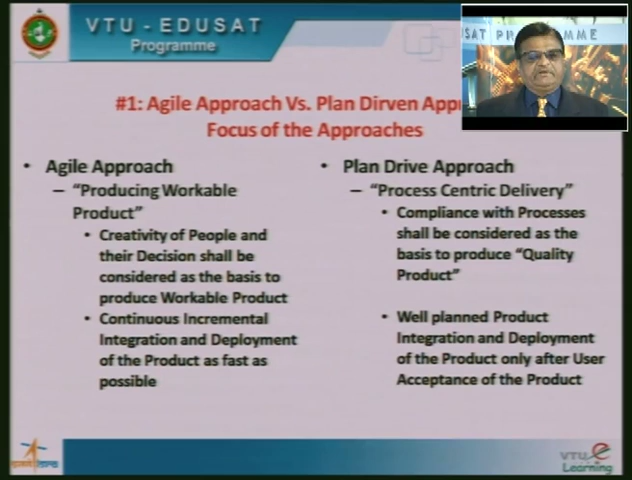 VTU - EDUSAT
Programme
USAT PR MME
#1: Agile Approach Vs. Plan Dirven Appr
Focus of the Approaches
• Agile Approach
– “Producing Workable
Product”
• Creativity of People and
their Decision shall be
considered as the basis to
produce Workable Product
• Continuous Incremental
Integration and Deployment
of the Product as fast as
possible
• Plan Drive Approach
– “Process Centric Delivery”
• Compliance with Processes
shall be considered as the
basis to produce “Quality
Product”
• Well planned Product
Integration and Deployment
of the Product only after User
Acceptance of the Product
VTU e
Learning